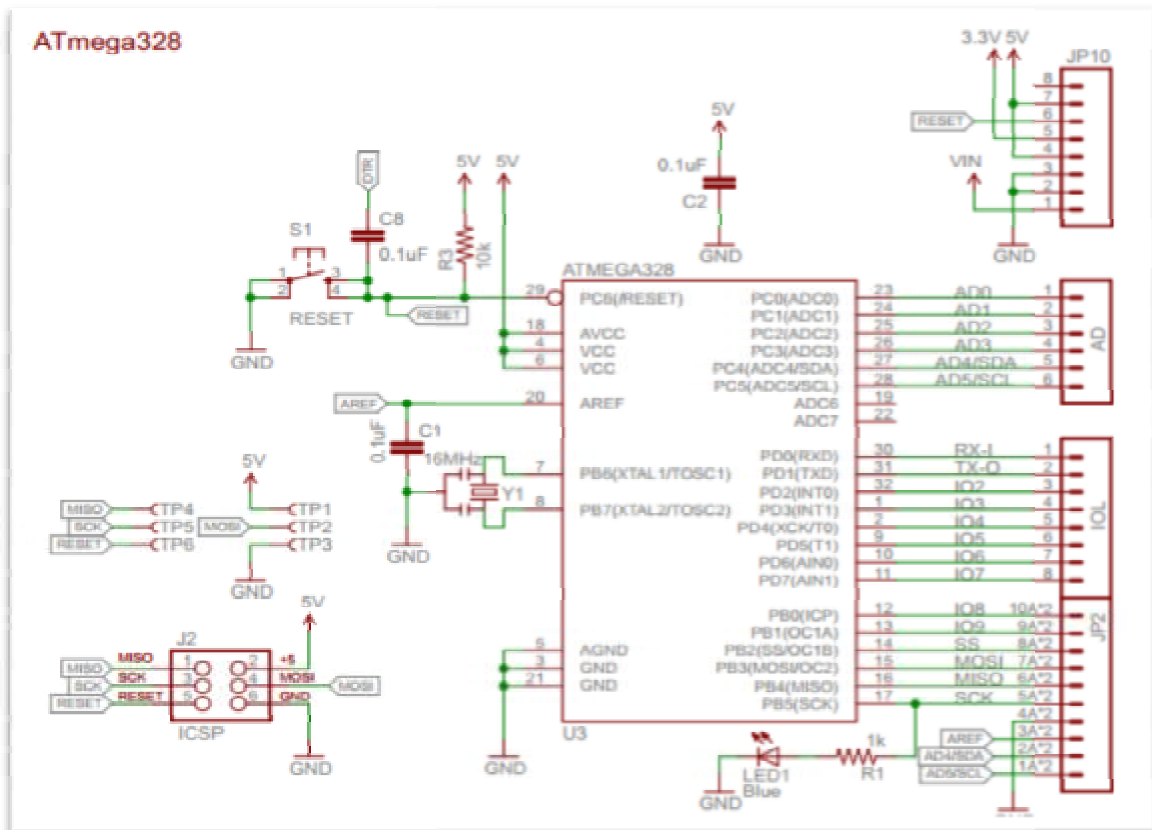 ATmega328
3.3V 5V
JP10
8
7
6
5
4
3
2
1
RESET
VIN
GND
5V
0.1uF
C2
GND
DTR
C8
0.1uF
5V 5V
R3
10k
S1
1 3
2 4
RESET
GND
RESET
ATMEGA328
29 PC6(/RESET)
18 AVCC
4 VCC
6 VCC
20 AREF
7 PB6(XTAL1/TOSC1)
8 PB7(XTAL2/TOSC2)
5 AGND
3 GND
21 GND
U3
GND
PC0(ADC0) 23 AD0 1
PC1(ADC1) 24 AD1 2
PC2(ADC2) 25 AD2 3
PC3(ADC3) 26 AD3 4
PC4(ADC4/SDA) 27 AD4/SDA 5
PC5(ADC5/SCL) 28 AD5/SCL 6
ADC6 19
ADC7 22
AD
PD0(RXD) 30 RX-I 1
PD1(TXD) 31 TX-O 2
PD2(INT0) 32 IO2 3
PD3(INT1) 1 IO3 4
PD4(XCK/T0) 2 IO4 5
PD5(T1) 9 IO5 6
PD6(AIN0) 10 IO6 7
PD7(AIN1) 11 IO7 8
IOL
PB0(ICP) 12 IO8 10A*2
PB1(OC1A) 13 IO9 9A*2
PB2(SS/OC1B) 14 SS 8A*2
PB3(MOSI/OC2) 15 MOSI 7A*2
PB4(MISO) 16 MISO 6A*2
PB5(SCK) 17 SCK 5A*2
4A*2
AREF 3A*2
AD4/SDA 2A*2
AD5/SCL 1A*2
JP2
AREF
0.1uF
C1
16MHz
Y1
GND
5V
MISO TP4
SCK TP5
RESET TP6
TP1
MOSI TP2
TP3
GND
5V
J2
MISO MISO 1 2 +5
SCK SCK 3 4 MOSI MOSI
RESET RESET 5 6 GND
ICSP
GND
1k
R1
LED1
Blue
GND